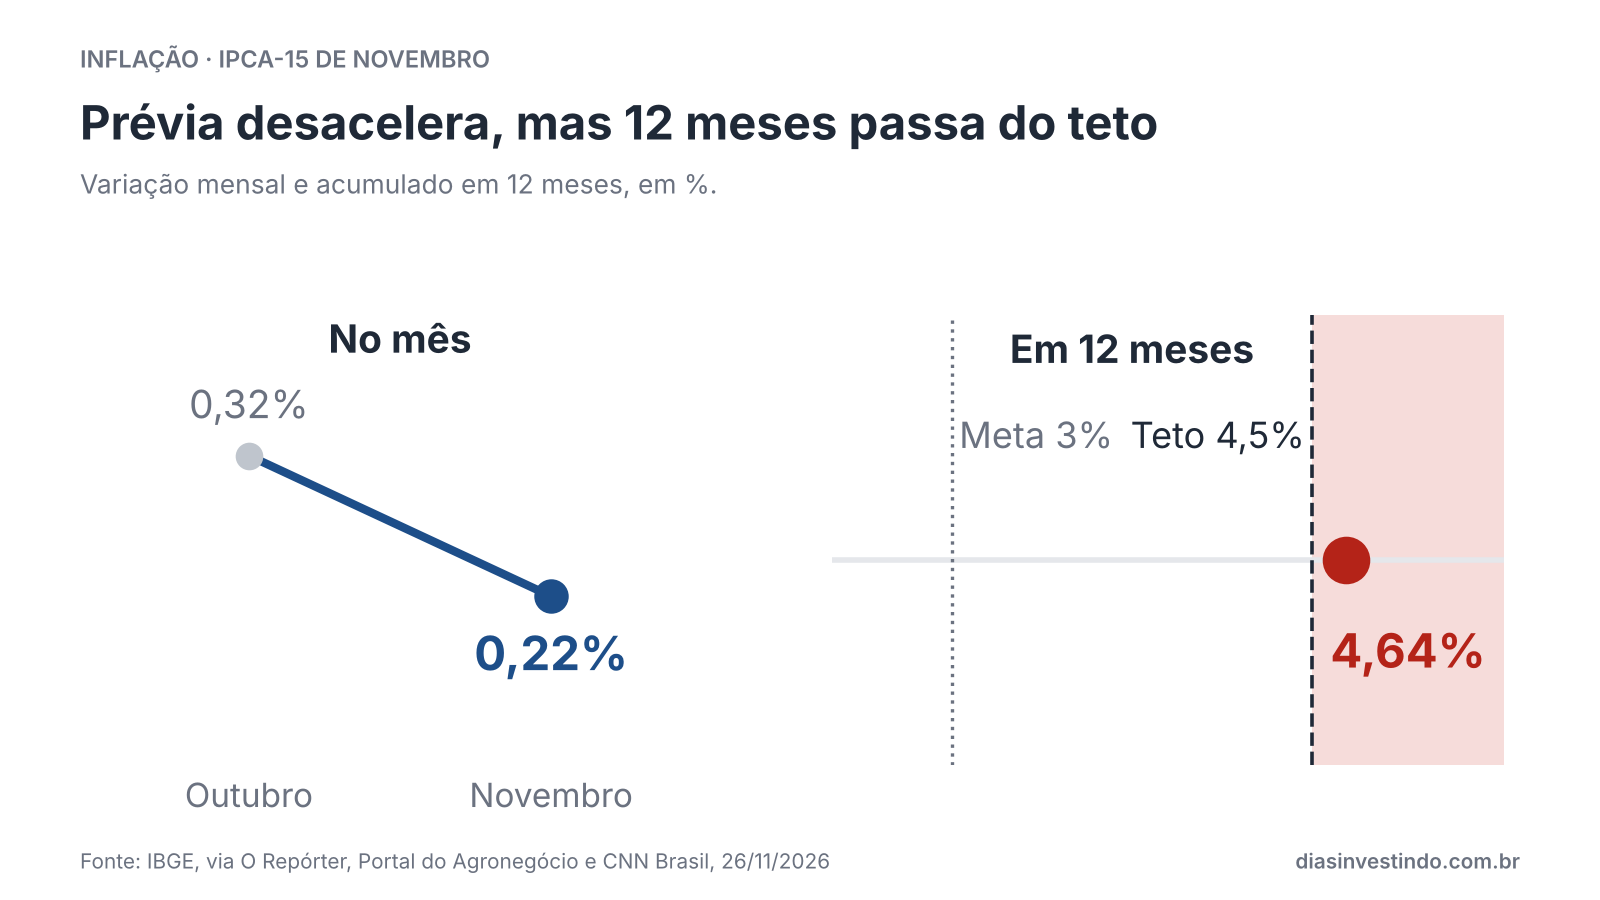 INFLAÇÃO · IPCA-15 DE NOVEMBRO
Prévia desacelera, mas 12 meses passa do teto
Variação mensal e acumulado em 12 meses, em %.
No mês
0,32%
0,22%
Outubro
Novembro
Em 12 meses
Meta 3%
Teto 4,5%
4,64%
Fonte: IBGE, via O Repórter, Portal do Agronegócio e CNN Brasil, 26/11/2026
diasinvestindo.com.br